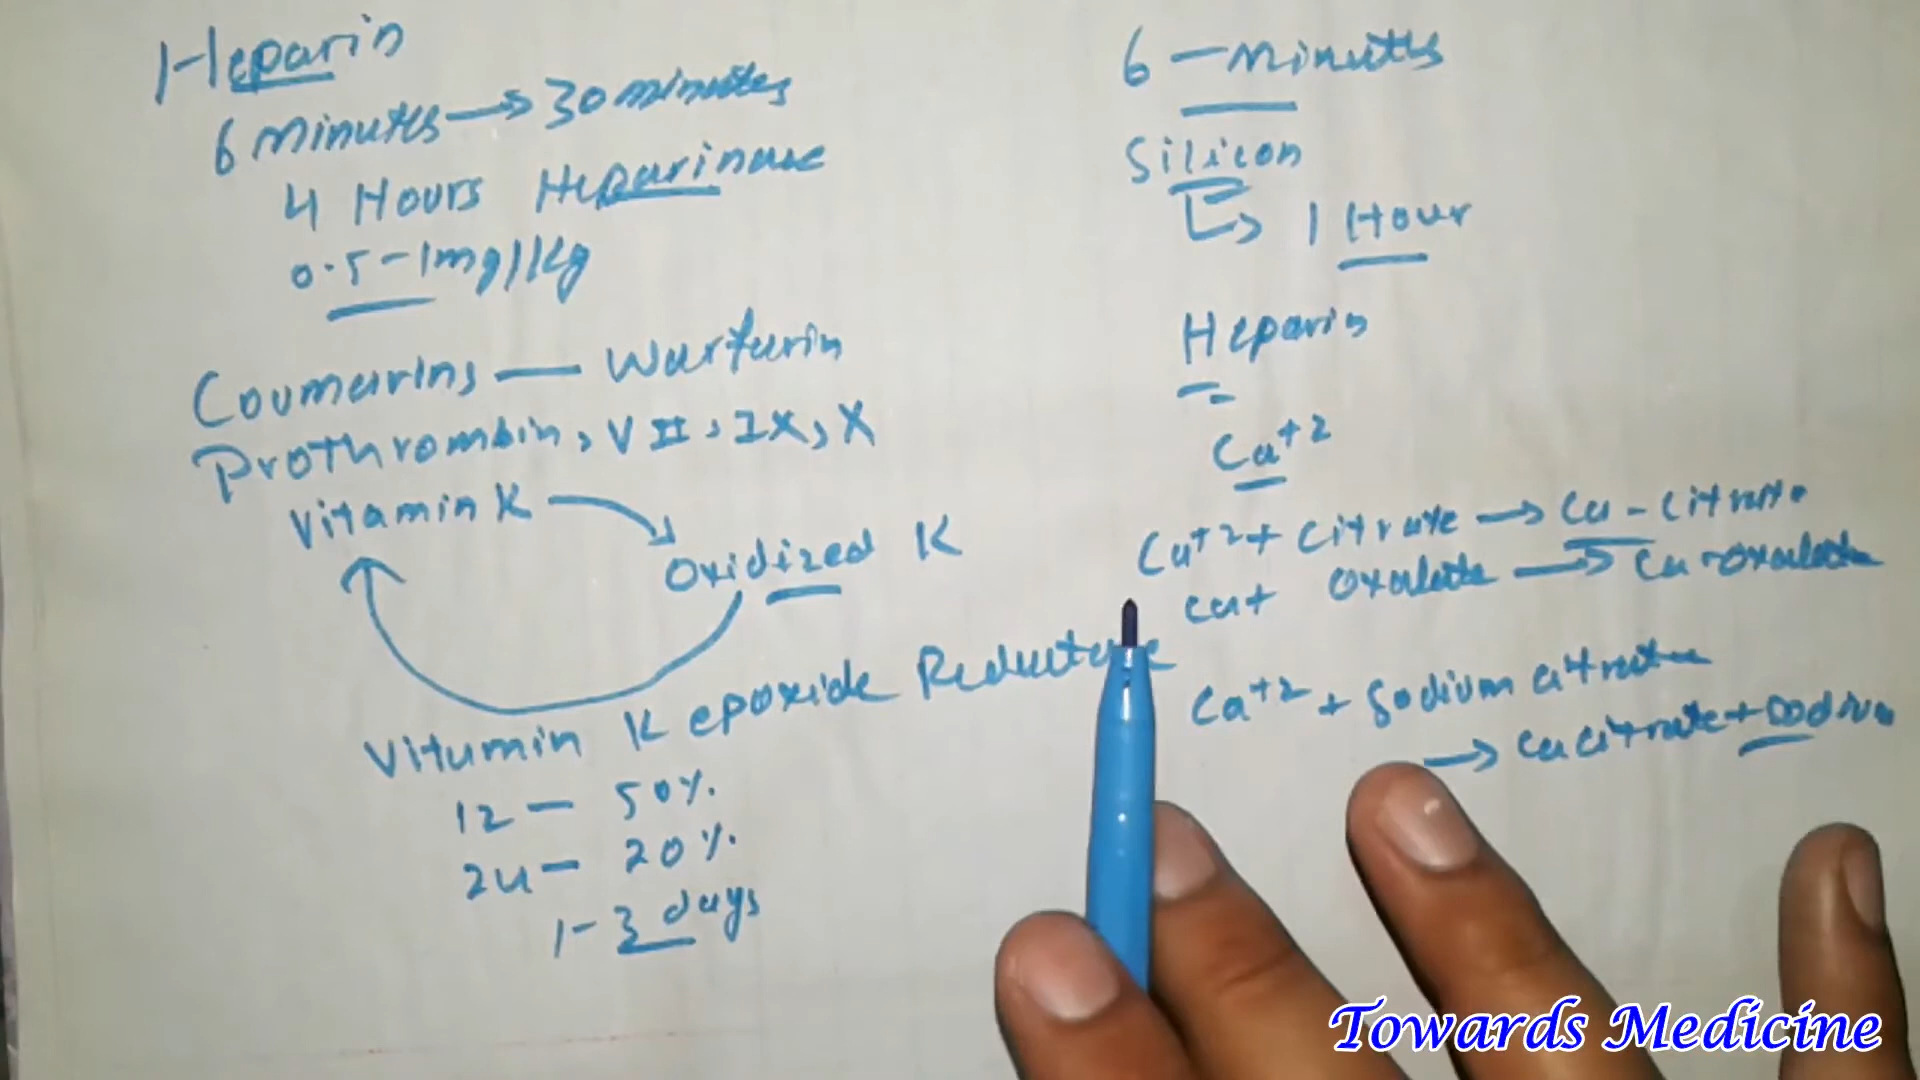 Heparin
6 Minutes → 30 minutes
4 Hours Heparinase
0.5-1mg/Kg
Coumarins — Warfarin
Prothrombin, VII, IX, X
Vitamin K
Oxidized K
Vitamin K epoxide Reductase
12 — 50%
24 — 20%
1-3 days
6 — Minutes
Silicon
→ 1 Hour
Heparin
Ca+2
Ca+2 + Citrate → Ca-Citrate
Ca+ Oxalate → Ca-Oxalate
Ca+2 + Sodium citrate
→ Ca Citrate + Sodium
Towards Medicine